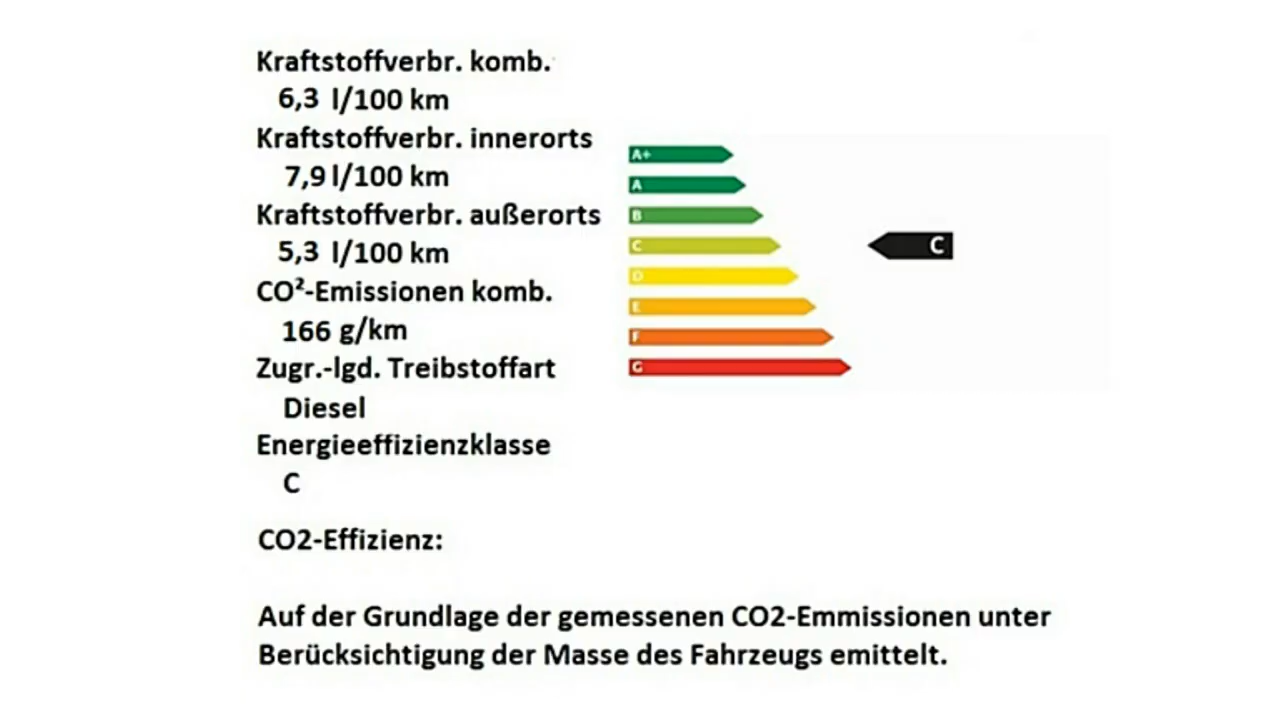 Kraftstoffverbr. komb.
6,3 l/100 km
Kraftstoffverbr. innerorts
7,9 l/100 km
Kraftstoffverbr. außerorts
5,3 l/100 km
CO²-Emissionen komb.
166 g/km
Zugr.-lgd. Treibstoffart
Diesel
Energieeffizienzklasse
C
A+
A
B
C
D
E
F
G
C
CO2-Effizienz:
Auf der Grundlage der gemessenen CO2-Emmissionen unter
Berücksichtigung der Masse des Fahrzeugs emittelt.